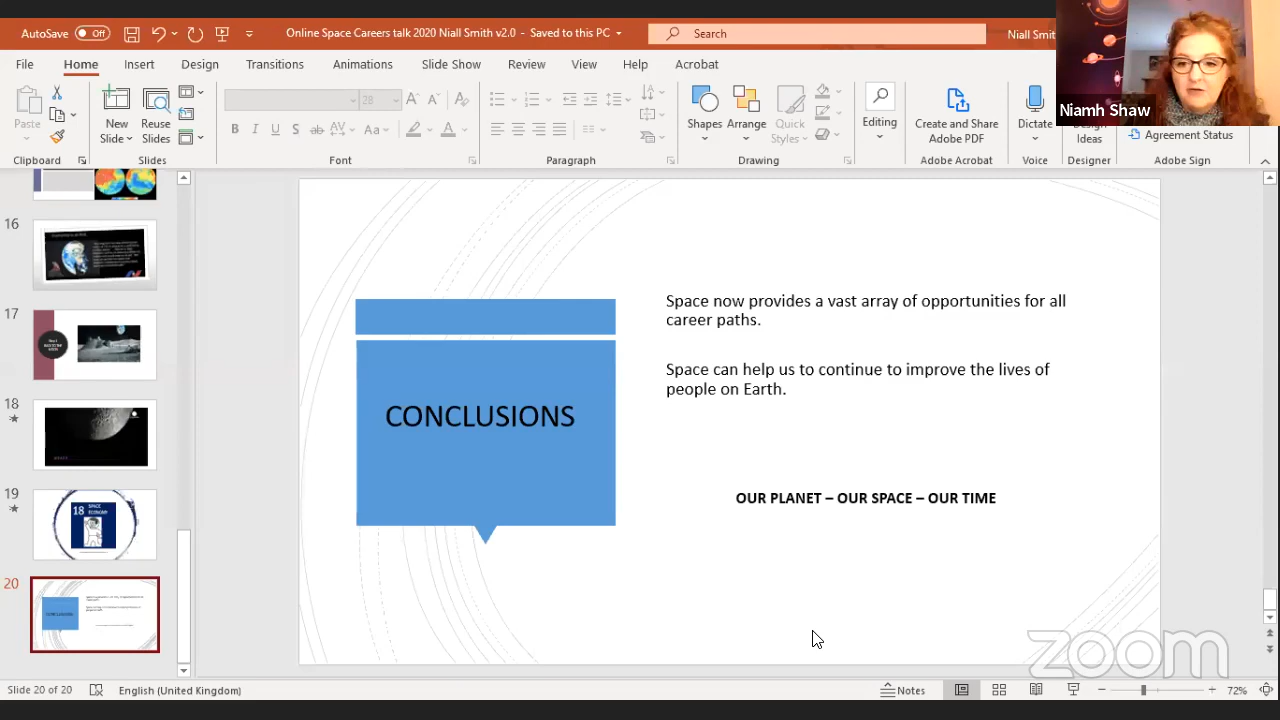 AutoSave Off
Online Space Careers talk 2020 Niall Smith v2.0 - Saved to this PC
Search
Niall Smi
Niamh Shaw
File Home Insert Design Transitions Animations Slide Show Review View Help Acrobat
Paste
New Slide
Reuse Slides
28
Shapes Arrange Quick Styles
Editing
Create and Share Adobe PDF
Dictate
Design Ideas
Agreement Status
Clipboard Slides Font Paragraph Drawing Adobe Acrobat Voice Designer Adobe Sign
16
17
18
19
18 SPACE ECONOMY
20
CONCLUSIONS
Space now provides a vast array of opportunities for all
career paths.
Space can help us to continue to improve the lives of
people on Earth.
OUR PLANET – OUR SPACE – OUR TIME
zoom
Slide 20 of 20 English (United Kingdom) Notes 72%